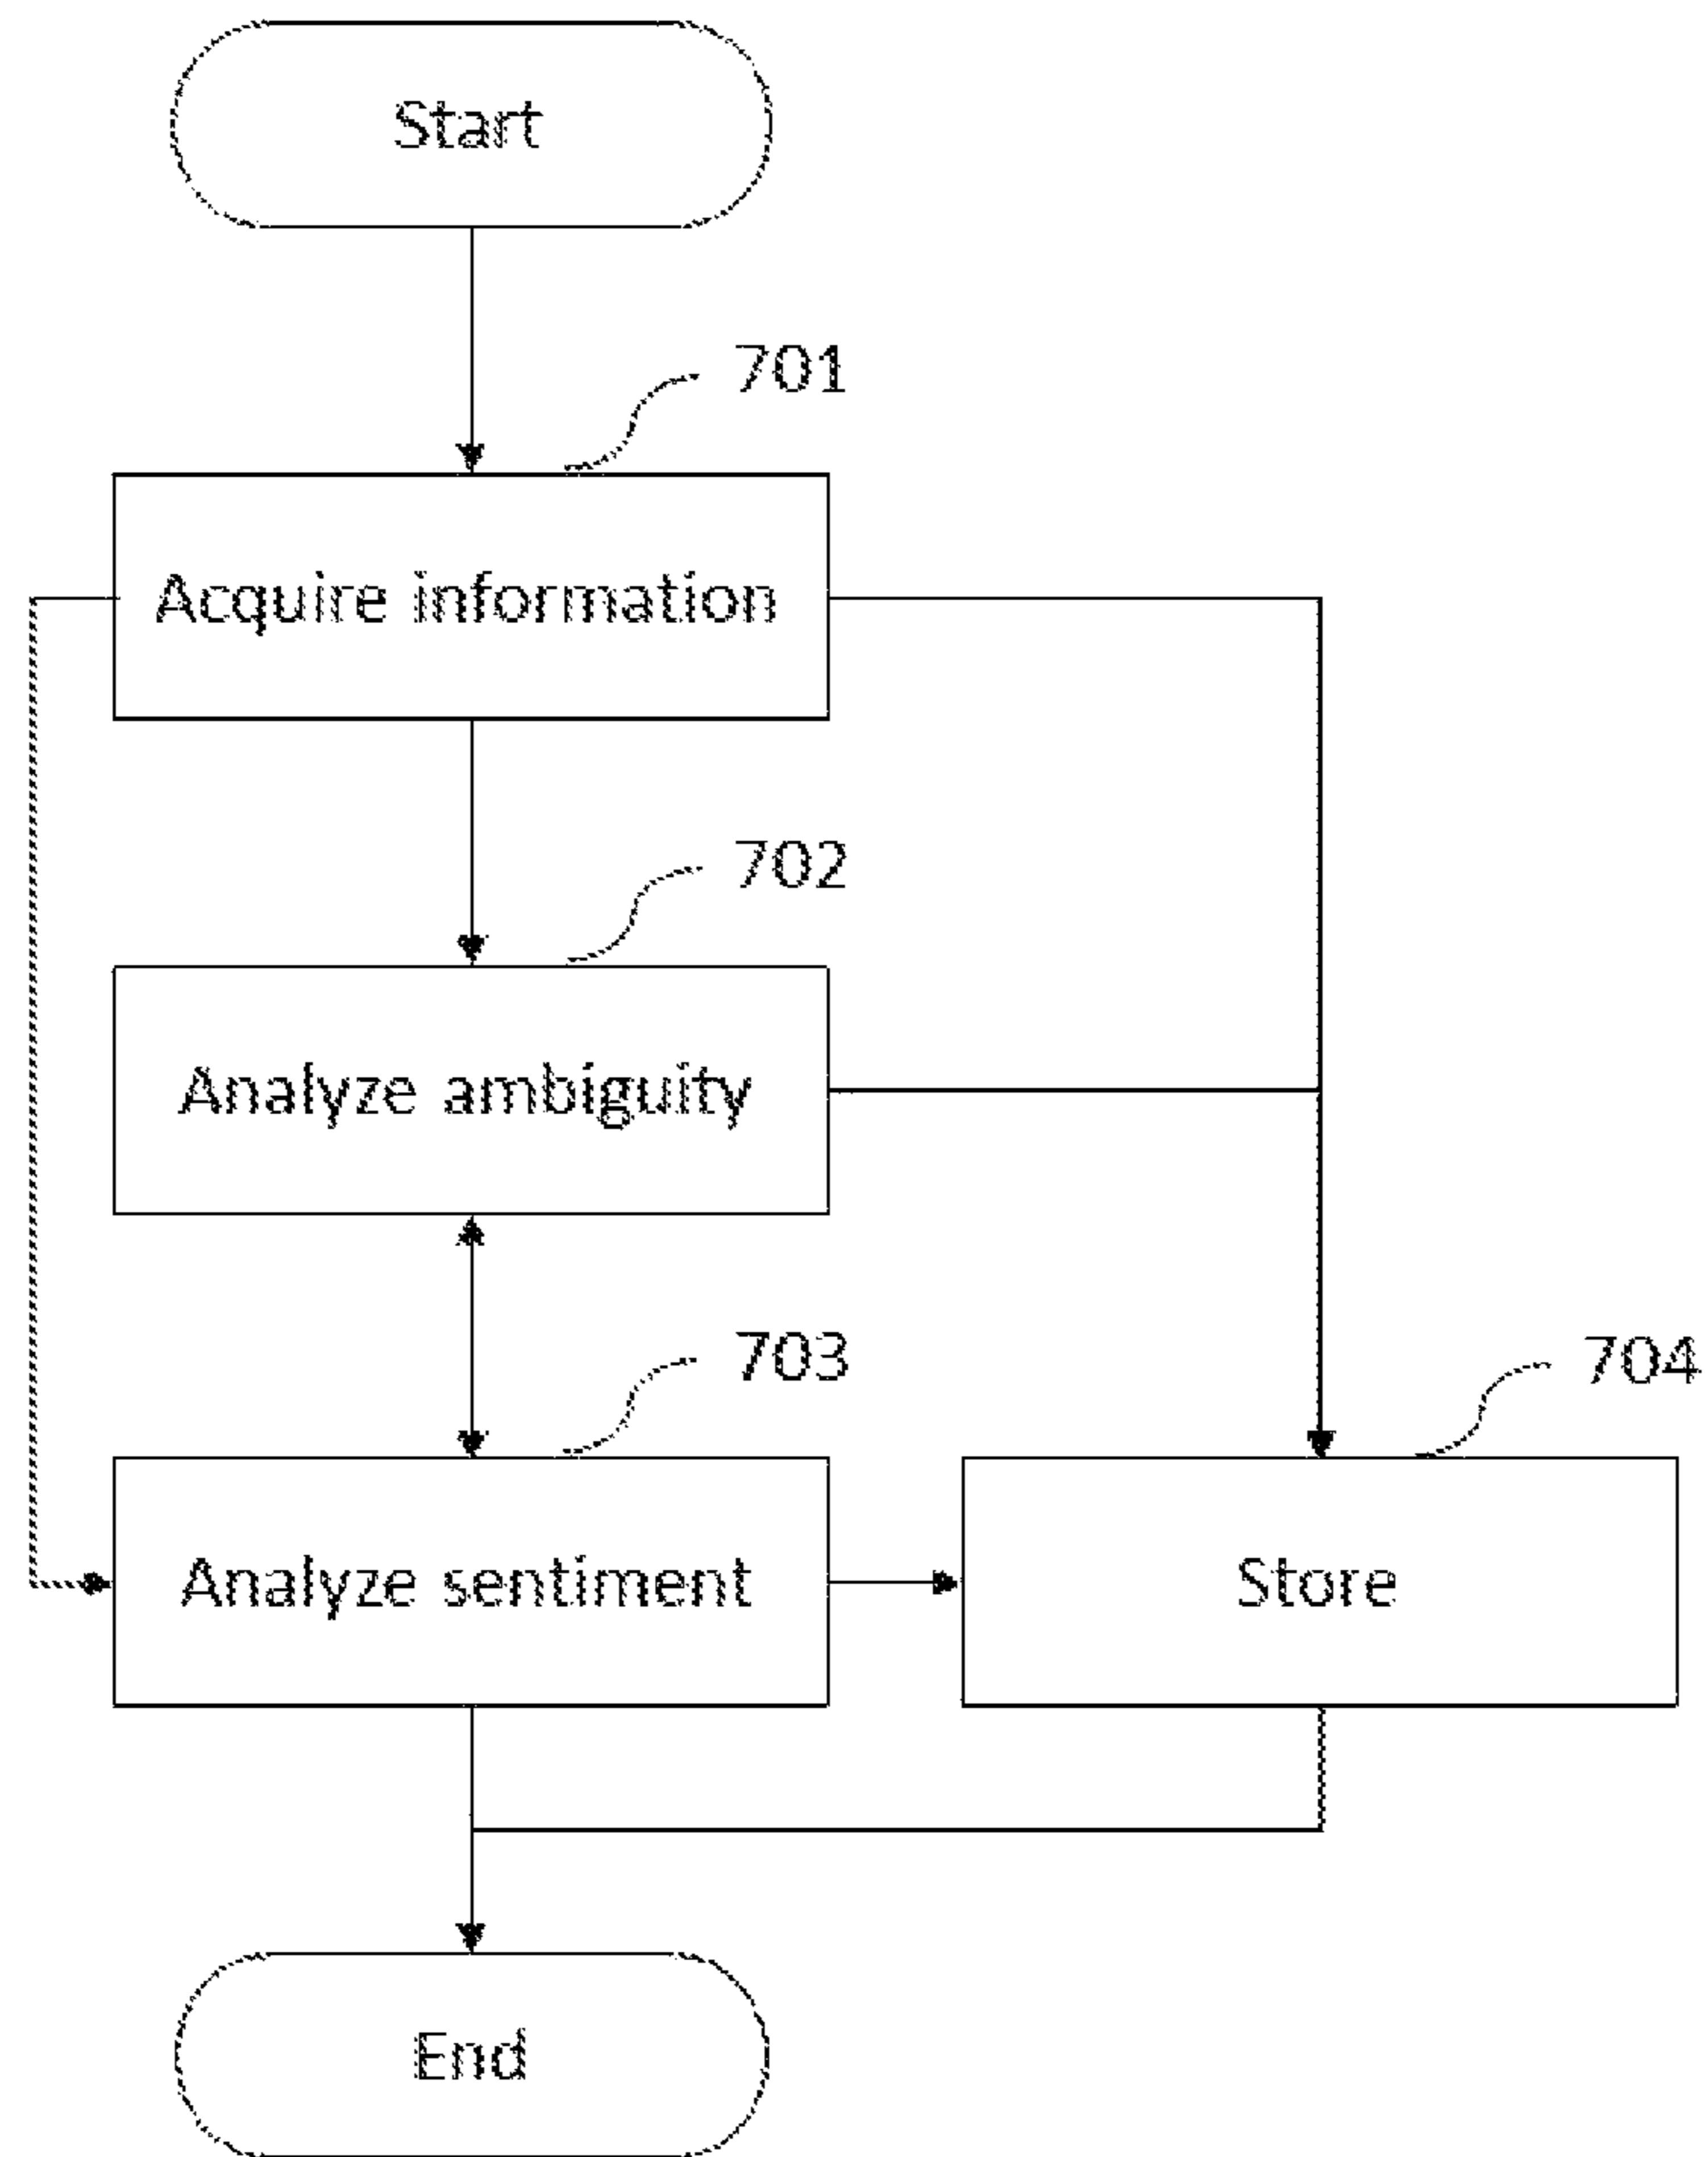 Start
701
Acquire information
702
Analyze ambiguity
703
704
Analyze sentiment
Store
End